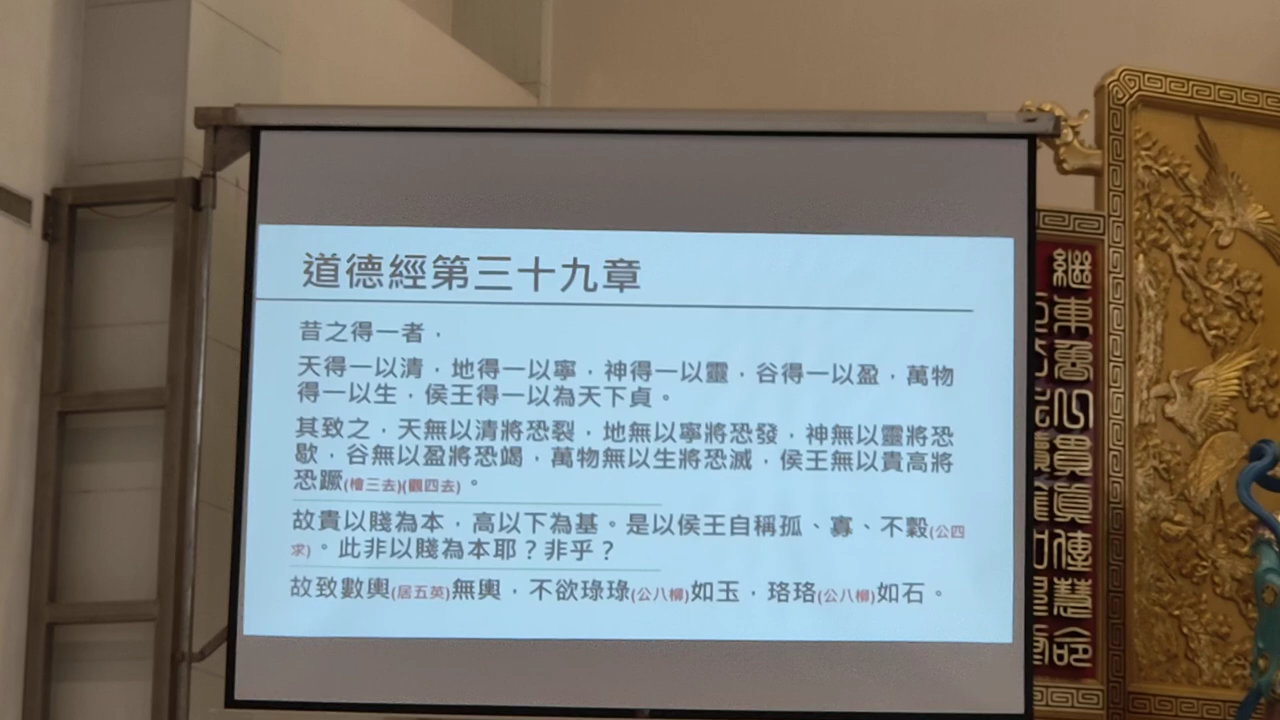 道德經第三十九章
昔之得一者，
天得一以清，地得一以寧，神得一以靈，谷得一以盈，萬物
得一以生，侯王得一以為天下貞。
其致之，天無以清將恐裂，地無以寧將恐發，神無以靈將恐
歇，谷無以盈將恐竭，萬物無以生將恐滅，侯王無以貴高將
恐蹶(檜三去)(觀四去)。
故貴以賤為本，高以下為基。是以侯王自稱孤、寡、不穀(公四
求)。此非以賤為本耶？非乎？
故致數輿(居五英)無輿，不欲琭琭(公八柳)如玉，珞珞(公八柳)如石。